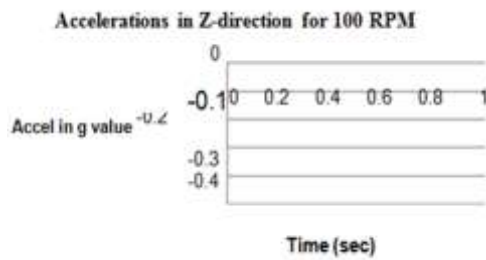 Accelerations in Z-direction for 100 RPM
0
-0.1 0 0.2 0.4 0.6 0.8 1
Accel in g value -0.2
-0.3
-0.4
Time (sec)